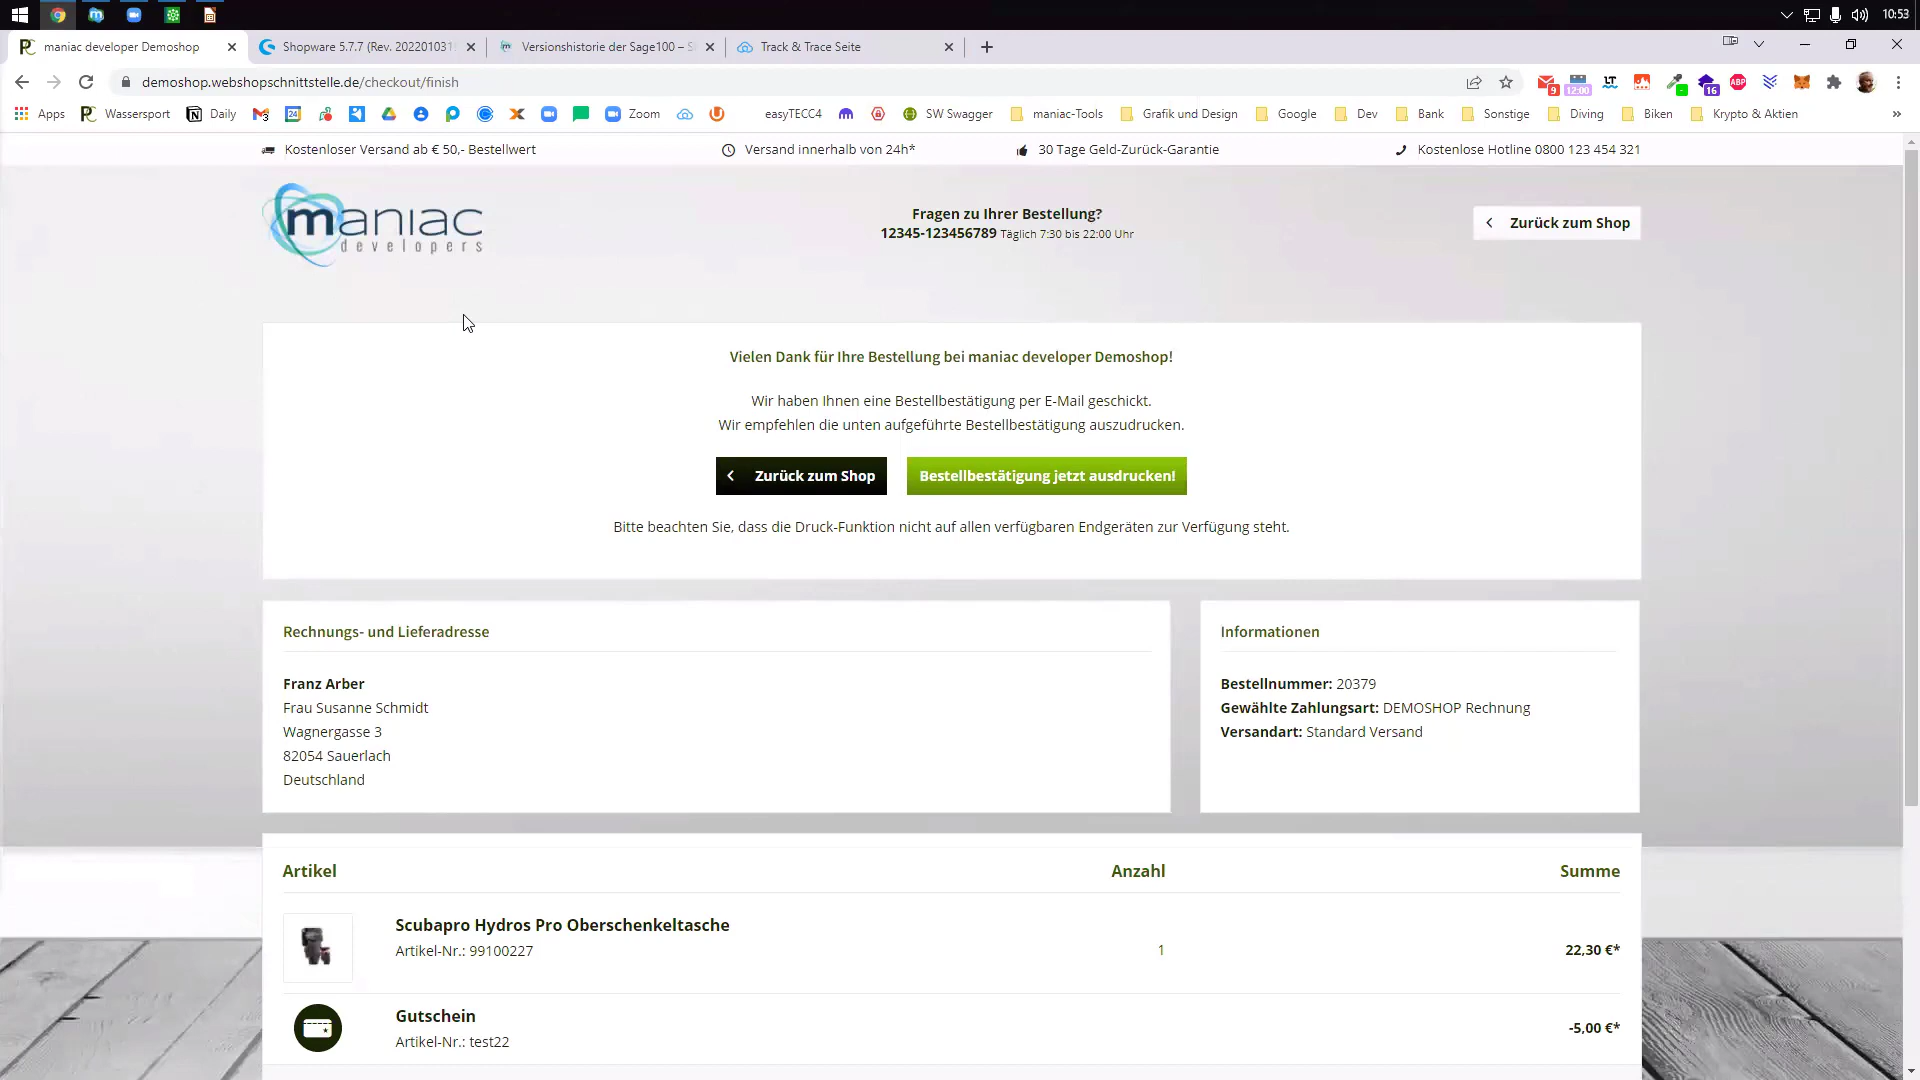 10:53
maniac developer Demoshop
Shopware 5.7.7 (Rev. 20220103
Versionshistorie der Sage100 –
Track & Trace Seite
demoshop.webshopschnittstelle.de/checkout/finish
9
12:00
LT
-
16
ABP
Apps
Wassersport
Daily
24
Zoom
easyTECC4
SW Swagger
maniac-Tools
Grafik und Design
Google
Dev
Bank
Sonstige
Diving
Biken
Krypto & Aktien
»
Kostenloser Versand ab € 50,- Bestellwert
Versand innerhalb von 24h*
30 Tage Geld-Zurück-Garantie
Kostenlose Hotline 0800 123 454 321
maniac
developers
Fragen zu Ihrer Bestellung?
12345-123456789 Täglich 7:30 bis 22:00 Uhr
Zurück zum Shop
Vielen Dank für Ihre Bestellung bei maniac developer Demoshop!
Wir haben Ihnen eine Bestellbestätigung per E-Mail geschickt.
Wir empfehlen die unten aufgeführte Bestellbestätigung auszudrucken.
Zurück zum Shop
Bestellbestätigung jetzt ausdrucken!
Bitte beachten Sie, dass die Druck-Funktion nicht auf allen verfügbaren Endgeräten zur Verfügung steht.
Rechnungs- und Lieferadresse
Franz Arber
Frau Susanne Schmidt
Wagnergasse 3
82054 Sauerlach
Deutschland
Informationen
Bestellnummer: 20379
Gewählte Zahlungsart: DEMOSHOP Rechnung
Versandart: Standard Versand
Artikel
Anzahl
Summe
Scubapro Hydros Pro Oberschenkeltasche
Artikel-Nr.: 99100227
1
22,30 €*
Gutschein
Artikel-Nr.: test22
-5,00 €*